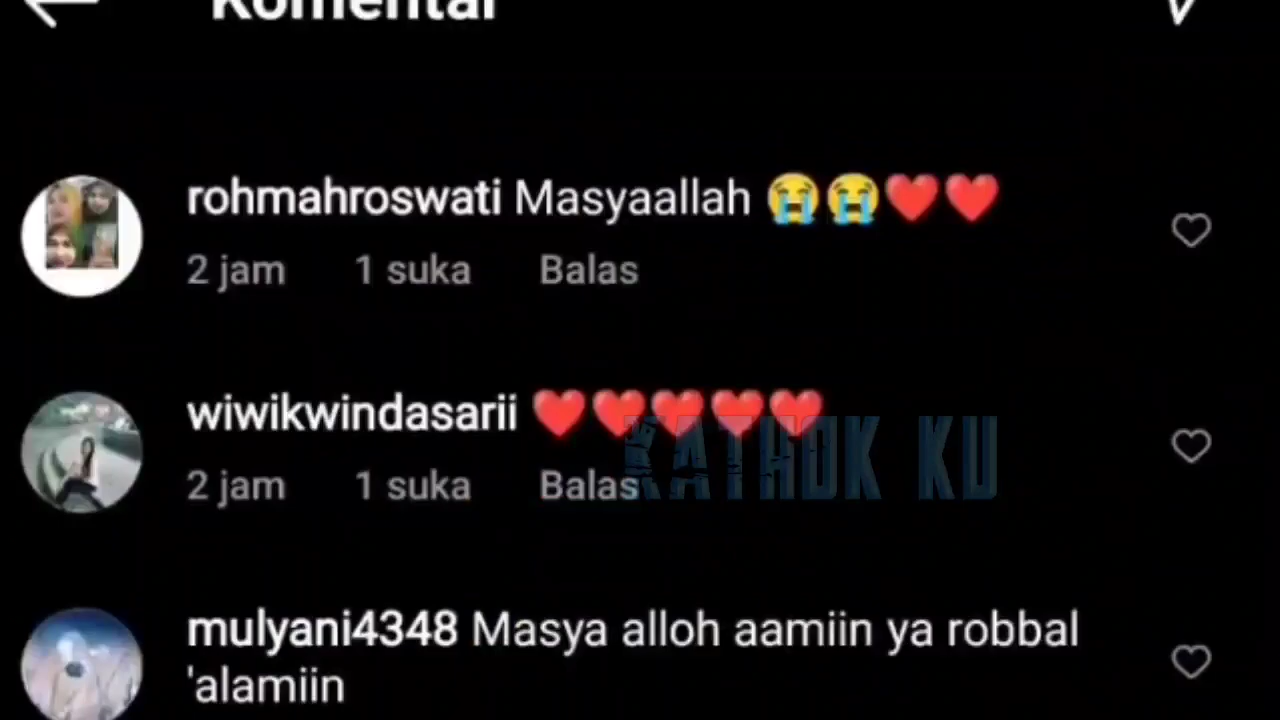 Komentar
rohmahroswati Masyaallah 😭😭❤️❤️
2 jam 1 suka Balas
wiwikwindasarii ❤️❤️❤️❤️❤️
KATHOK KU
2 jam 1 suka Balas
mulyani4348 Masya alloh aamiin ya robbal
'alamiin